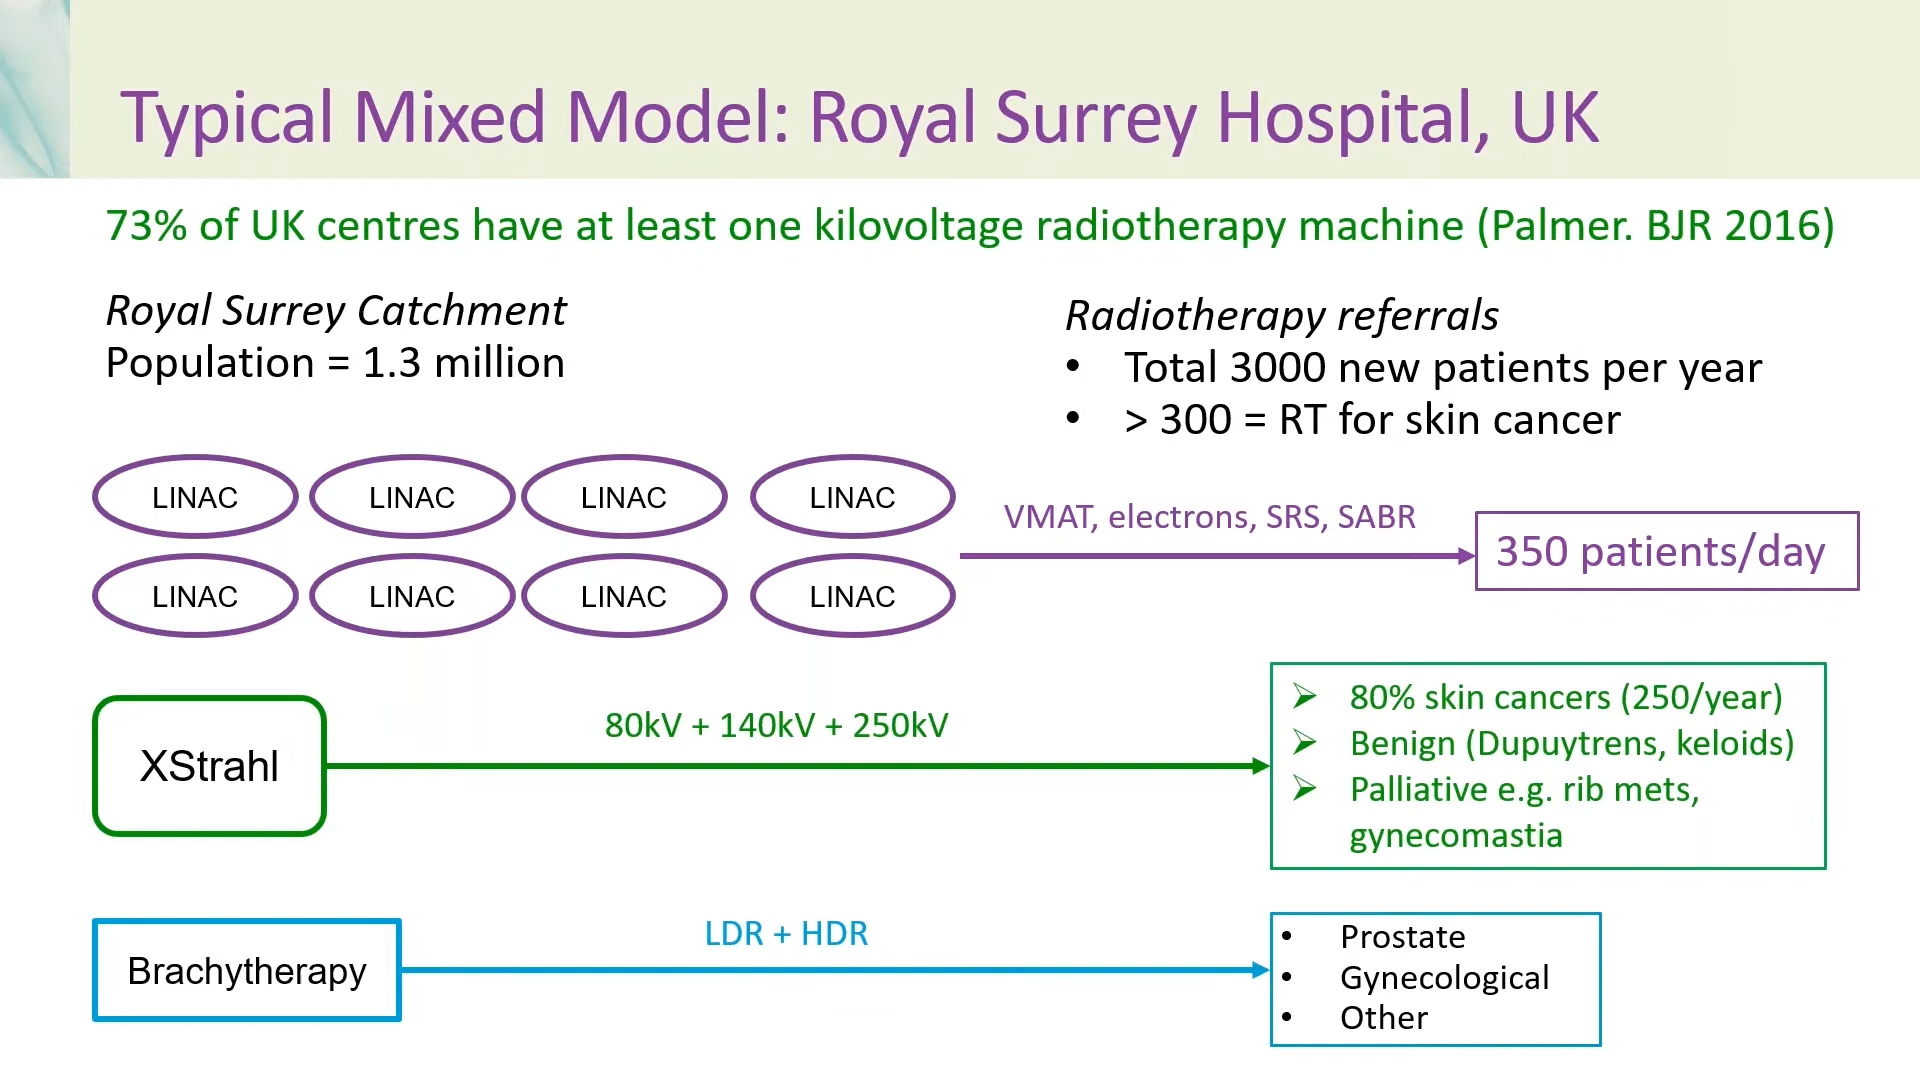 Typical Mixed Model: Royal Surrey Hospital, UK
73% of UK centres have at least one kilovoltage radiotherapy machine (Palmer. BJR 2016)
Royal Surrey Catchment
Population = 1.3 million
Radiotherapy referrals
• Total 3000 new patients per year
• > 300 = RT for skin cancer
LINAC LINAC LINAC LINAC
VMAT, electrons, SRS, SABR
350 patients/day
LINAC LINAC LINAC LINAC
XStrahl
80kV + 140kV + 250kV
➢ 80% skin cancers (250/year)
➢ Benign (Dupuytrens, keloids)
➢ Palliative e.g. rib mets,
gynecomastia
Brachytherapy
LDR + HDR
• Prostate
• Gynecological
• Other